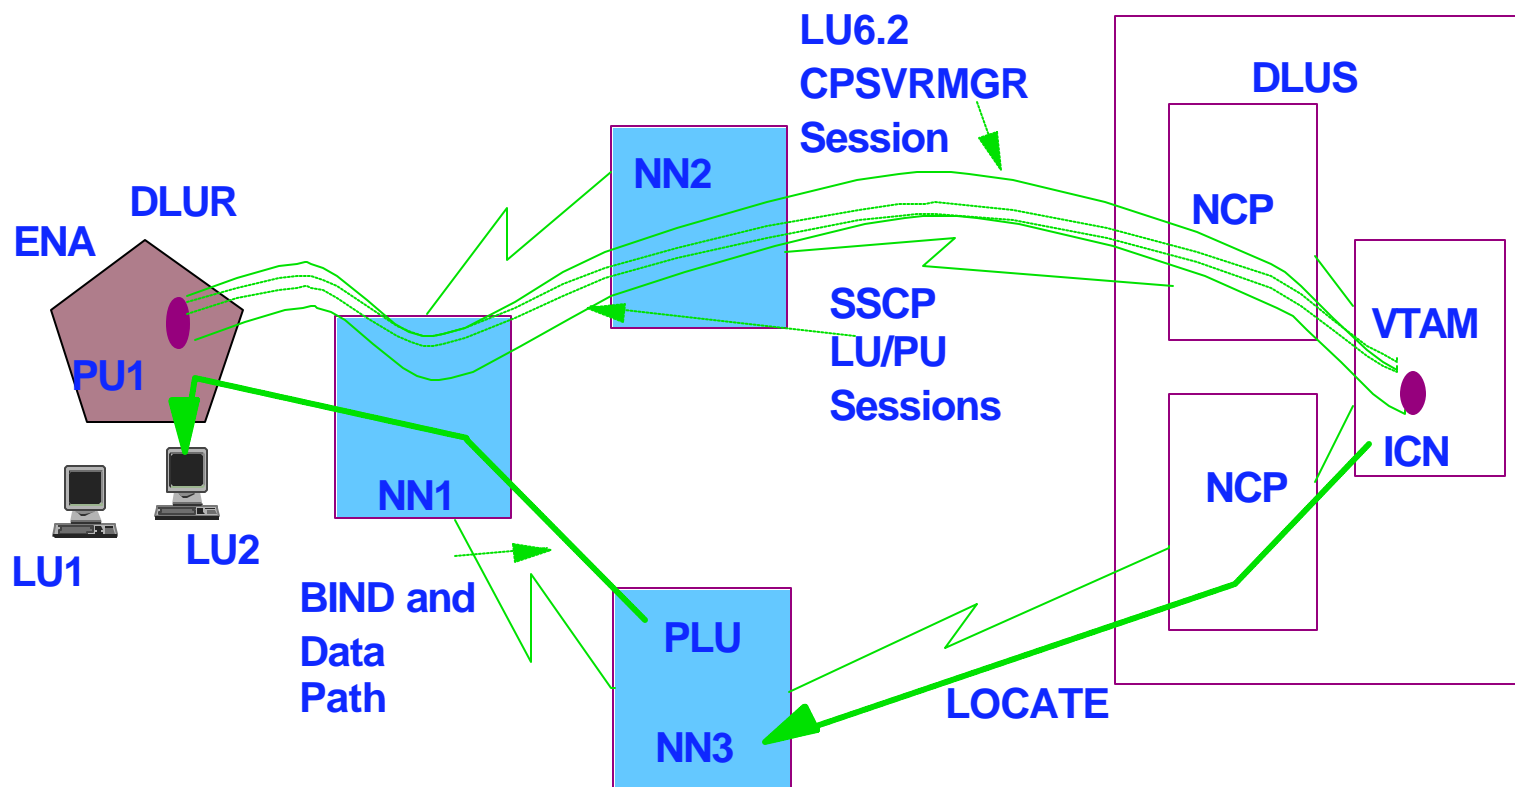 LU6.2
CPSVRMGR
Session
DLUS
NN2
DLUR
NCP
ENA
SSCP
LU/PU
Sessions
VTAM
PU1
ICN
NN1
NCP
LU2
LU1
BIND and
Data
Path
PLU
LOCATE
NN3